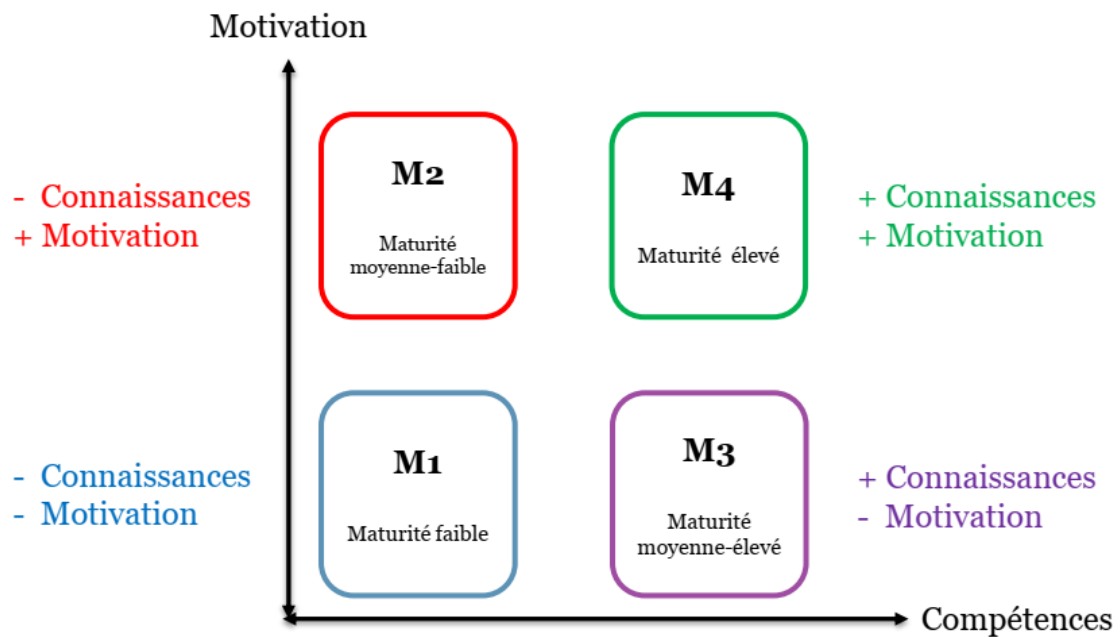 Motivation
- Connaissances
+ Motivation
M2
Maturité
moyenne-faible
M4
Maturité élevé
+ Connaissances
+ Motivation
- Connaissances
- Motivation
M1
Maturité faible
M3
Maturité
moyenne-élevé
+ Connaissances
- Motivation
Compétences